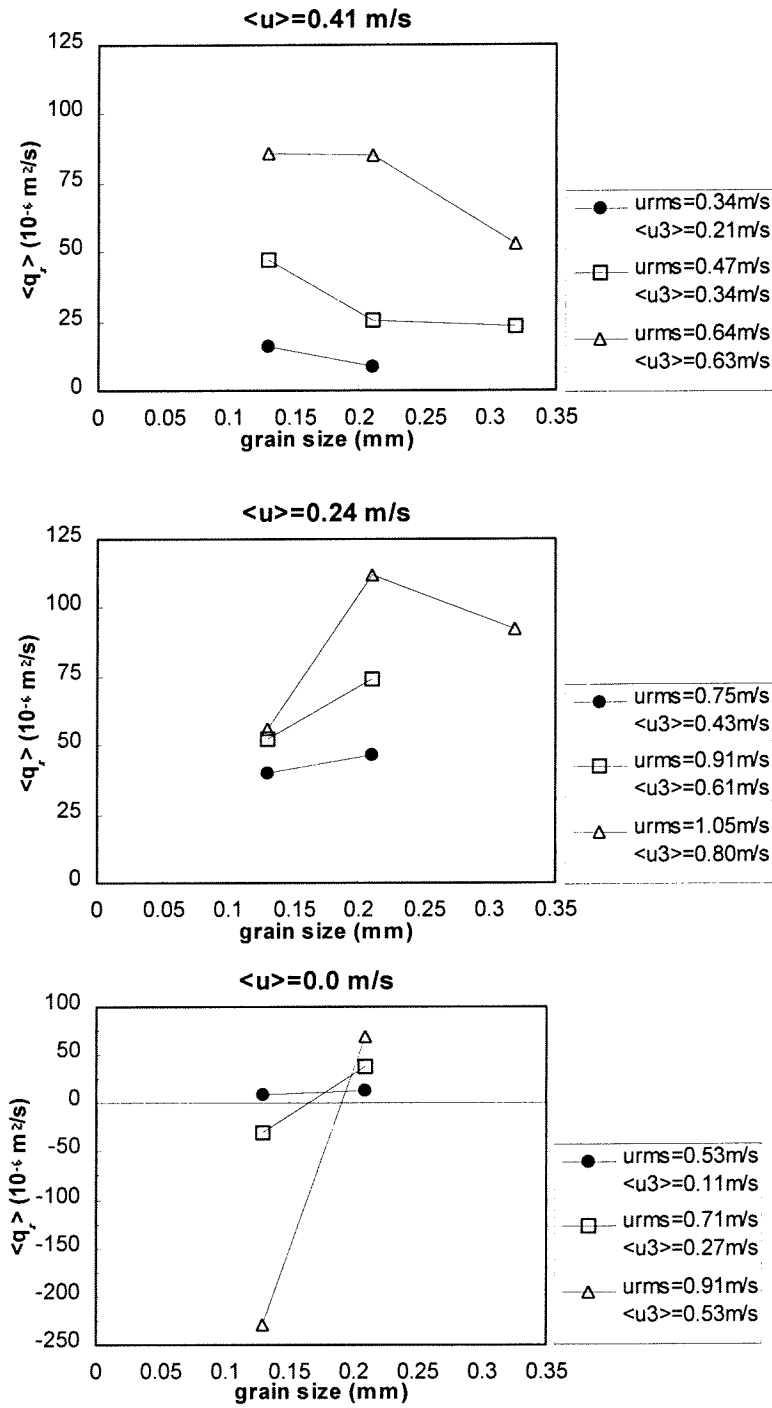 <u>=0.41 m/s
125
100
75
50
25
0
<qs> (10-6 m2/s)
0 0.05 0.1 0.15 0.2 0.25 0.3 0.35
grain size (mm)
urms=0.34m/s
<u3>=0.21m/s
urms=0.47m/s
<u3>=0.34m/s
urms=0.64m/s
<u3>=0.63m/s
<u>=0.24 m/s
125
100
75
50
25
0
<qs> (10-6 m2/s)
0 0.05 0.1 0.15 0.2 0.25 0.3 0.35
grain size (mm)
urms=0.75m/s
<u3>=0.43m/s
urms=0.91m/s
<u3>=0.61m/s
urms=1.05m/s
<u3>=0.80m/s
<u>=0.0 m/s
100
50
0
-50
-100
-150
-200
-250
<qs> (10-6 m2/s)
0 0.05 0.1 0.15 0.2 0.25 0.3 0.35
grain size (mm)
urms=0.53m/s
<u3>=0.11m/s
urms=0.71m/s
<u3>=0.27m/s
urms=0.91m/s
<u3>=0.53m/s